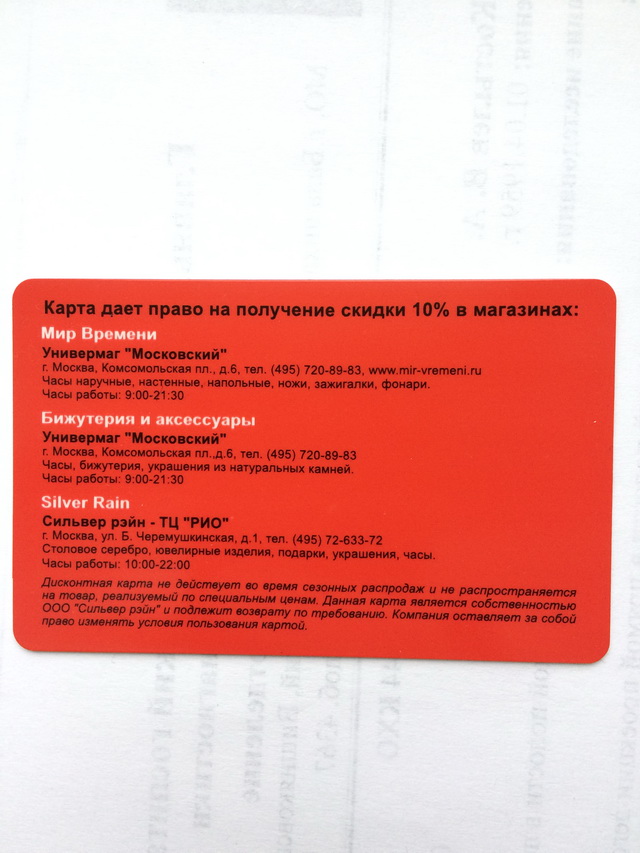 Карта дает право на получение скидки 10% в магазинах:
Мир Времени
Универмаг "Московский"
г. Москва, Комсомольская пл., д.6, тел. (495) 720-89-83, www.mir-vremeni.ru
Часы наручные, настенные, напольные, ножи, зажигалки, фонари.
Часы работы: 9:00-21:30
Бижутерия и аксессуары
Универмаг "Московский"
г. Москва, Комсомольская пл.,д.6, тел. (495) 720-89-83
Часы, бижутерия, украшения из натуральных камней.
Часы работы: 9:00-21:30
Silver Rain
Сильвер рэйн - ТЦ "РИО"
г. Москва, ул. Б. Черемушкинская, д.1, тел. (495) 72-633-72
Столовое серебро, ювелирные изделия, подарки, украшения, часы.
Часы работы: 10:00-22:00
Дисконтная карта не действует во время сезонных распродаж и не распространяется
на товар, реализуемый по специальным ценам. Данная карта является собственностью
ООО "Сильвер рэйн" и подлежит возврату по требованию. Компания оставляет за собой
право изменять условия пользования картой.